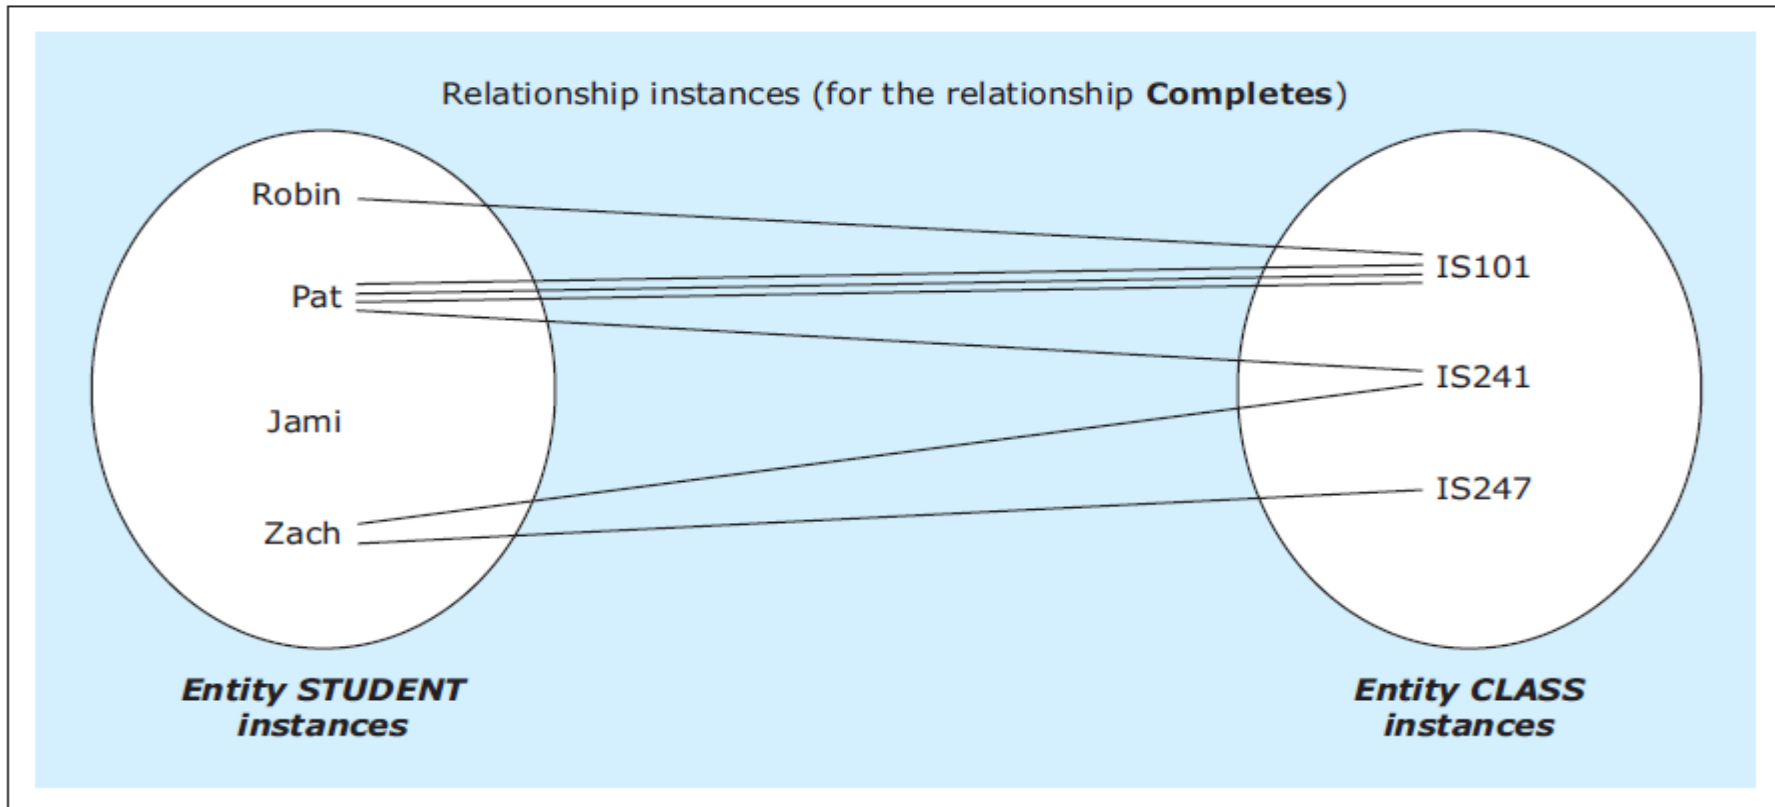 Relationship instances (for the relationship Completes)
Robin
Pat
Jami
Zach
IS101
IS241
IS247
Entity STUDENT
instances
Entity CLASS
instances